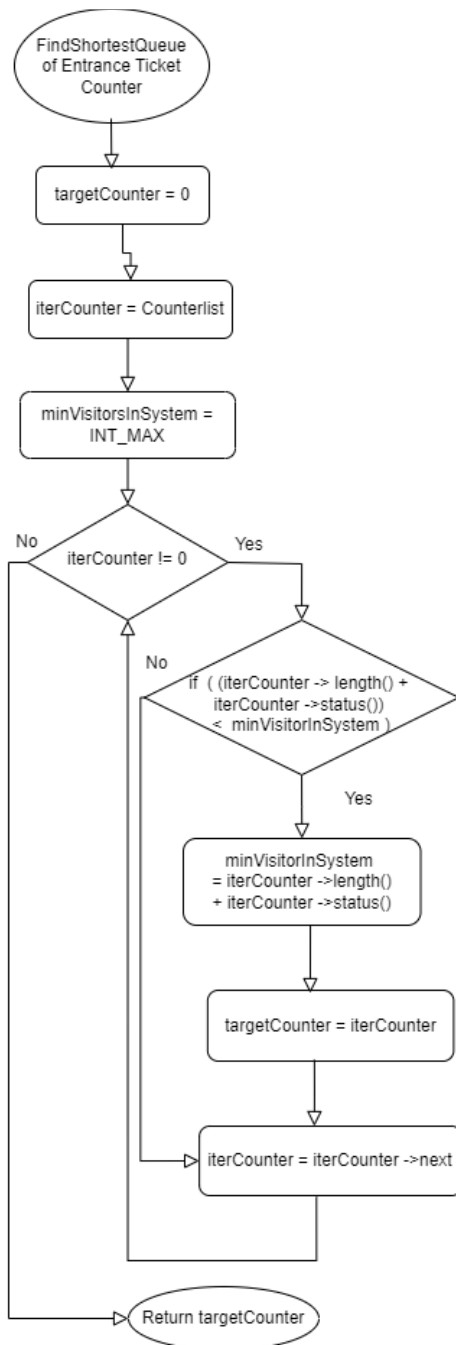 FindShortestQueue
of Entrance Ticket
Counter
targetCounter = 0
iterCounter = Counterlist
minVisitorsInSystem =
INT_MAX
No
iterCounter != 0
Yes
No
if ( (iterCounter -> length() +
iterCounter ->status())
< minVisitorInSystem )
Yes
minVisitorInSystem
= iterCounter ->length()
+ iterCounter ->status()
targetCounter = iterCounter
iterCounter = iterCounter ->next
Return targetCounter